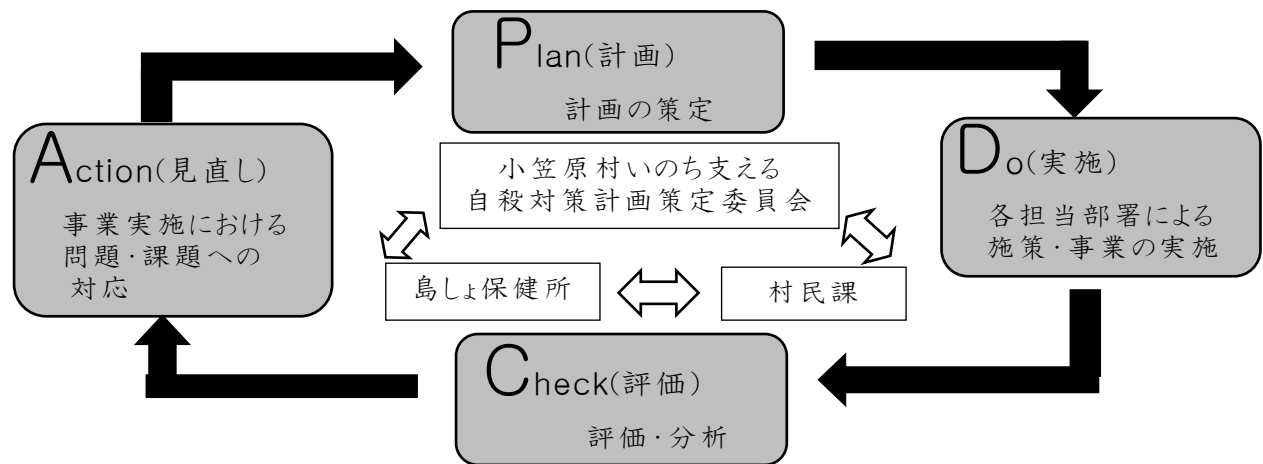 Plan(計画)
計画の策定
Do(実施)
各担当部署による
施策・事業の実施
Check(評価)
評価・分析
Action(見直し)
事業実施における
問題・課題への
対応
小笠原村いのち支える
自殺対策計画策定委員会
島しょ保健所
村民課